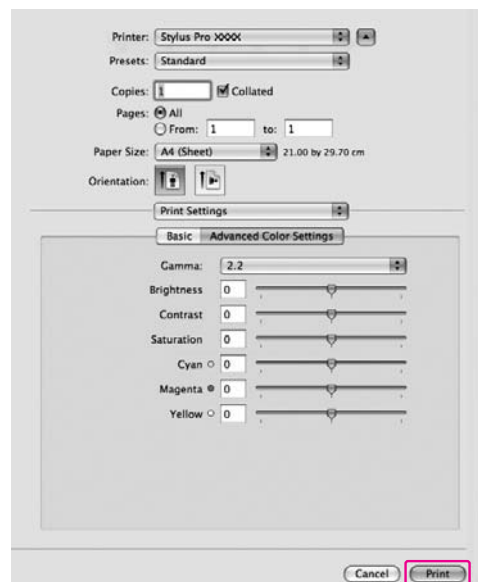 Printer: Stylus Pro XXXX
Presets: Standard
Copies: 1 Collated
Pages: All
From: 1 to: 1
Paper Size: A4 (Sheet) 21.00 by 29.70 cm
Orientation:
Print Settings
Basic Advanced Color Settings
Gamma: 2.2
Brightness 0
Contrast 0
Saturation 0
Cyan 0
Magenta 0
Yellow 0
Cancel Print